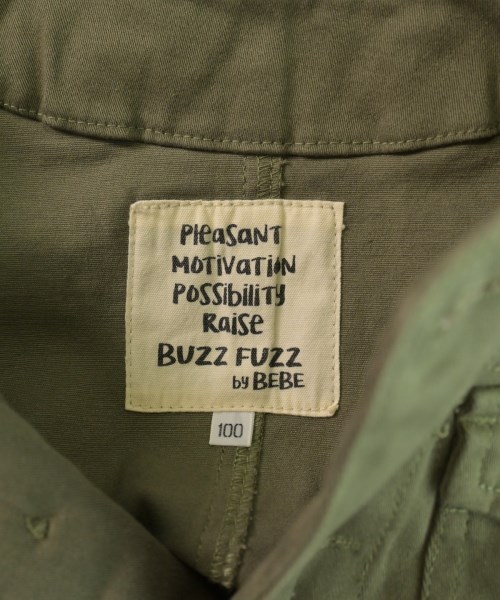 PleaSaNT
MOTiVaTiON
POSSibiliTY
RaiSe
BUZZ FUZZ
by BEBE
100